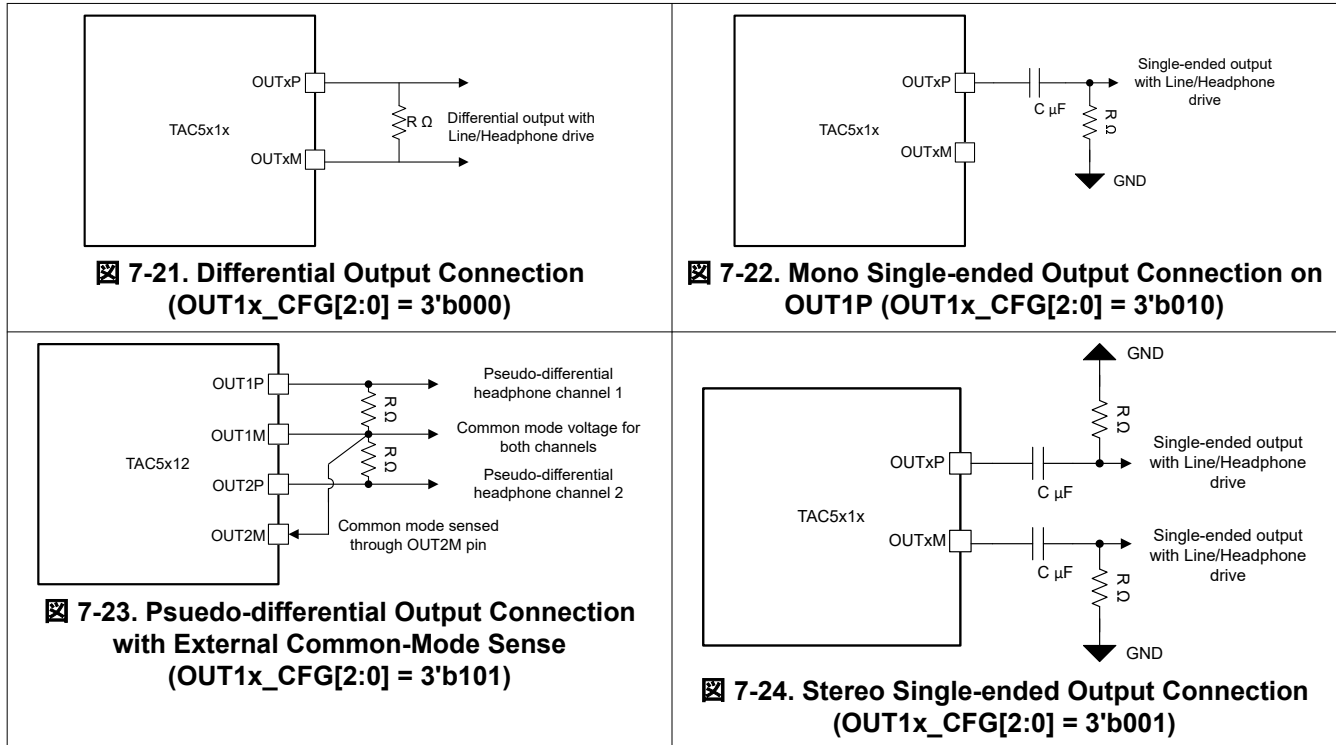 OUTxP
TAC5x1x
OUTxM
R Ω
Differential output with
Line/Headphone drive
図 7-21. Differential Output Connection
(OUT1x_CFG[2:0] = 3'b000)
OUTxP
TAC5x1x
OUTxM
C μF
R Ω
GND
Single-ended output
with Line/Headphone
drive
図 7-22. Mono Single-ended Output Connection on
OUT1P (OUT1x_CFG[2:0] = 3'b010)
OUT1P
OUT1M
TAC5x12
OUT2P
OUT2M
R Ω
R Ω
Pseudo-differential
headphone channel 1
Common mode voltage for
both channels
Pseudo-differential
headphone channel 2
Common mode sensed
through OUT2M pin
図 7-23. Psuedo-differential Output Connection
with External Common-Mode Sense
(OUT1x_CFG[2:0] = 3'b101)
GND
R Ω
OUTxP
C μF
Single-ended output
with Line/Headphone
drive
TAC5x1x
OUTxM
C μF
R Ω
Single-ended output
with Line/Headphone
drive
GND
図 7-24. Stereo Single-ended Output Connection
(OUT1x_CFG[2:0] = 3'b001)